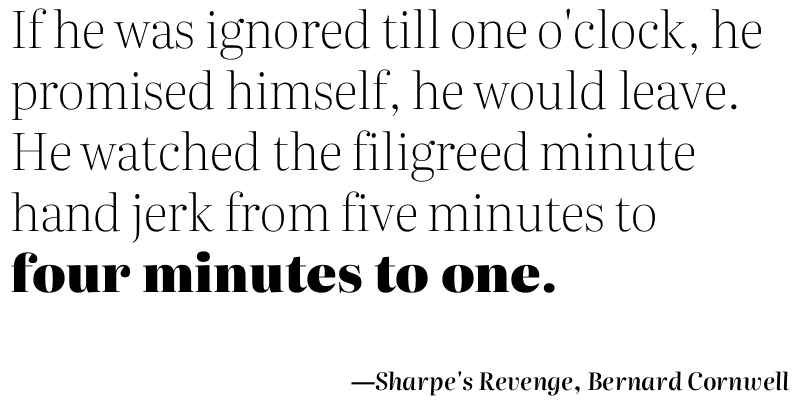 If he was ignored till one o'clock, he
promised himself, he would leave.
He watched the filigreed minute
hand jerk from five minutes to
four minutes to one.
—Sharpe's Revenge, Bernard Cornwell